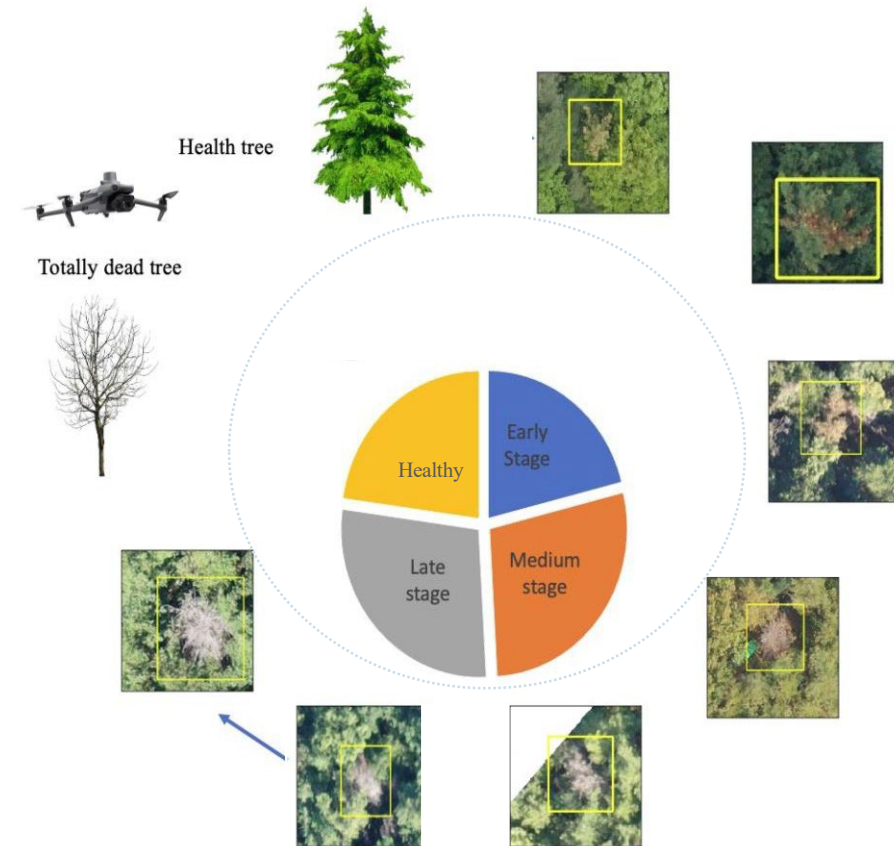 Health tree
Totally dead tree
Healthy
Early
Stage
Late
stage
Medium
stage